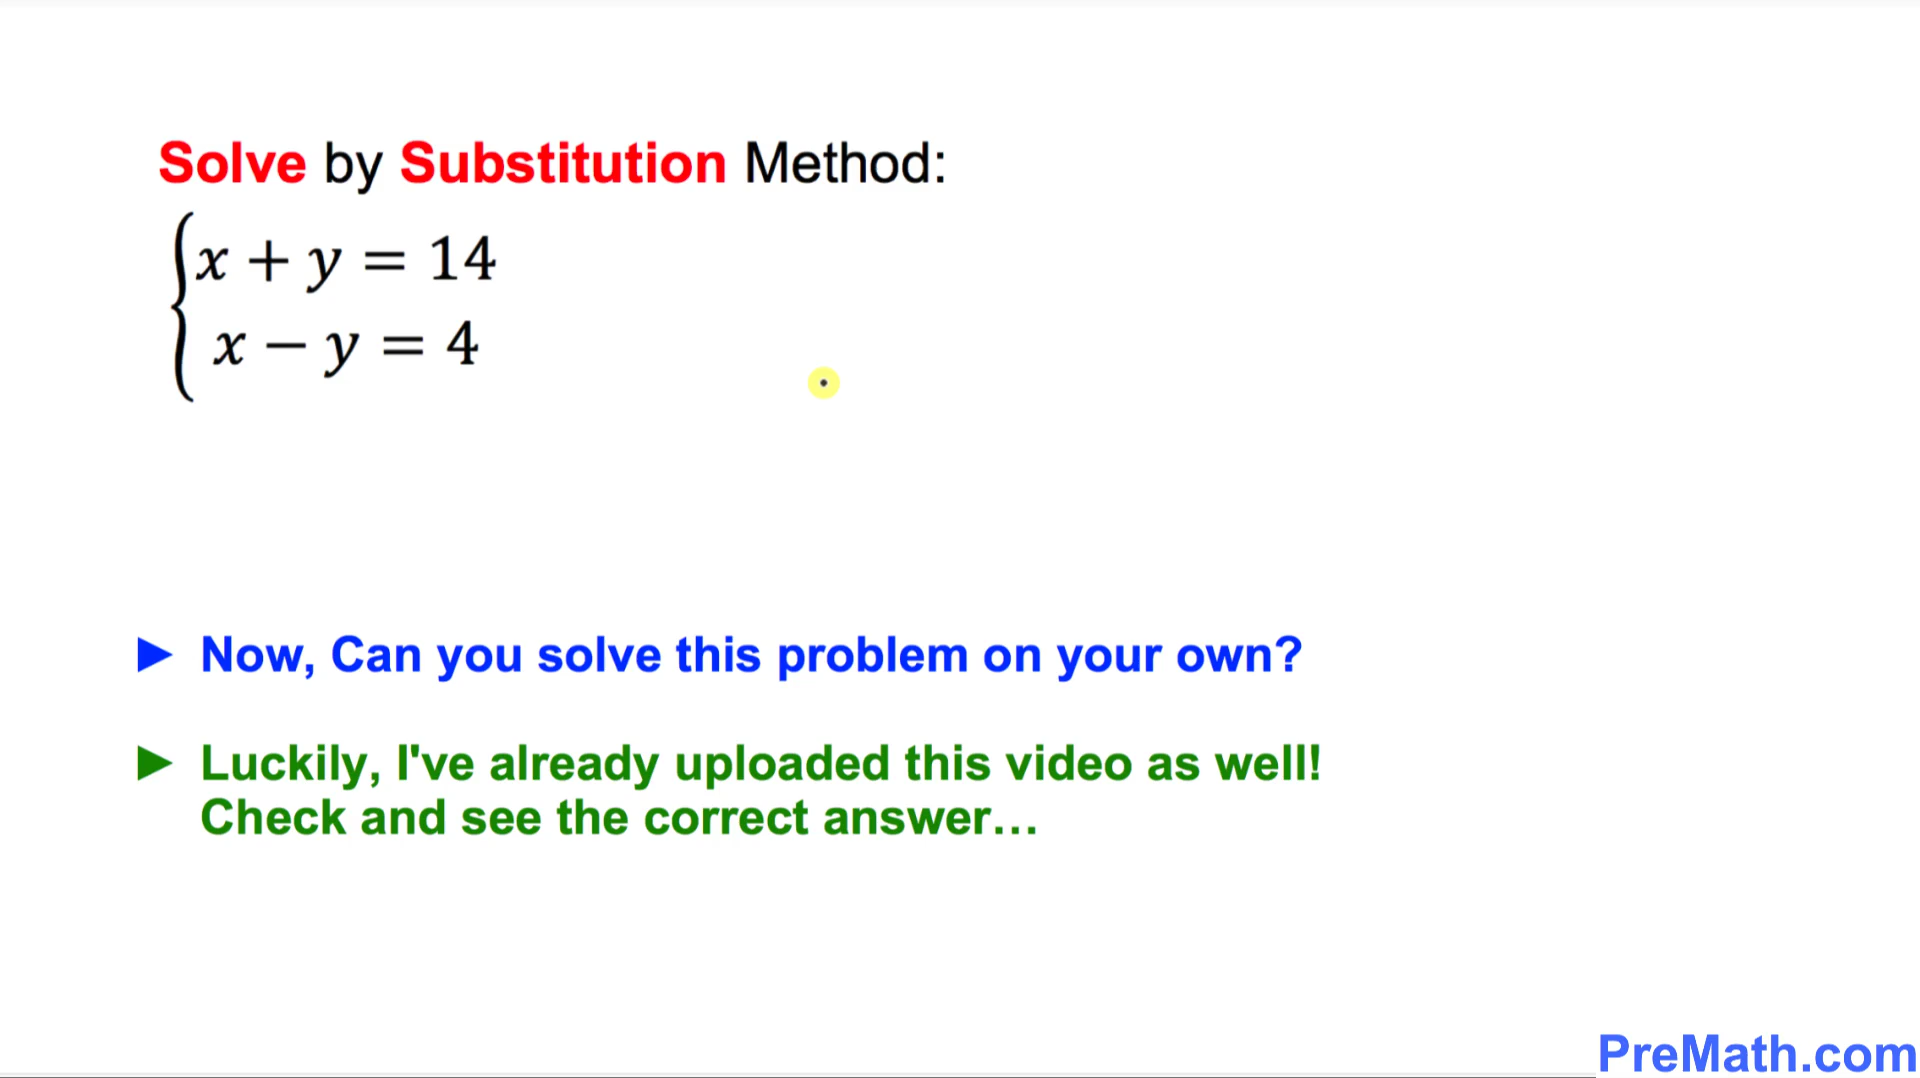 Solve by Substitution Method:
x + y = 14
x − y = 4
► Now, Can you solve this problem on your own?
► Luckily, I've already uploaded this video as well!
Check and see the correct answer...
PreMath.com